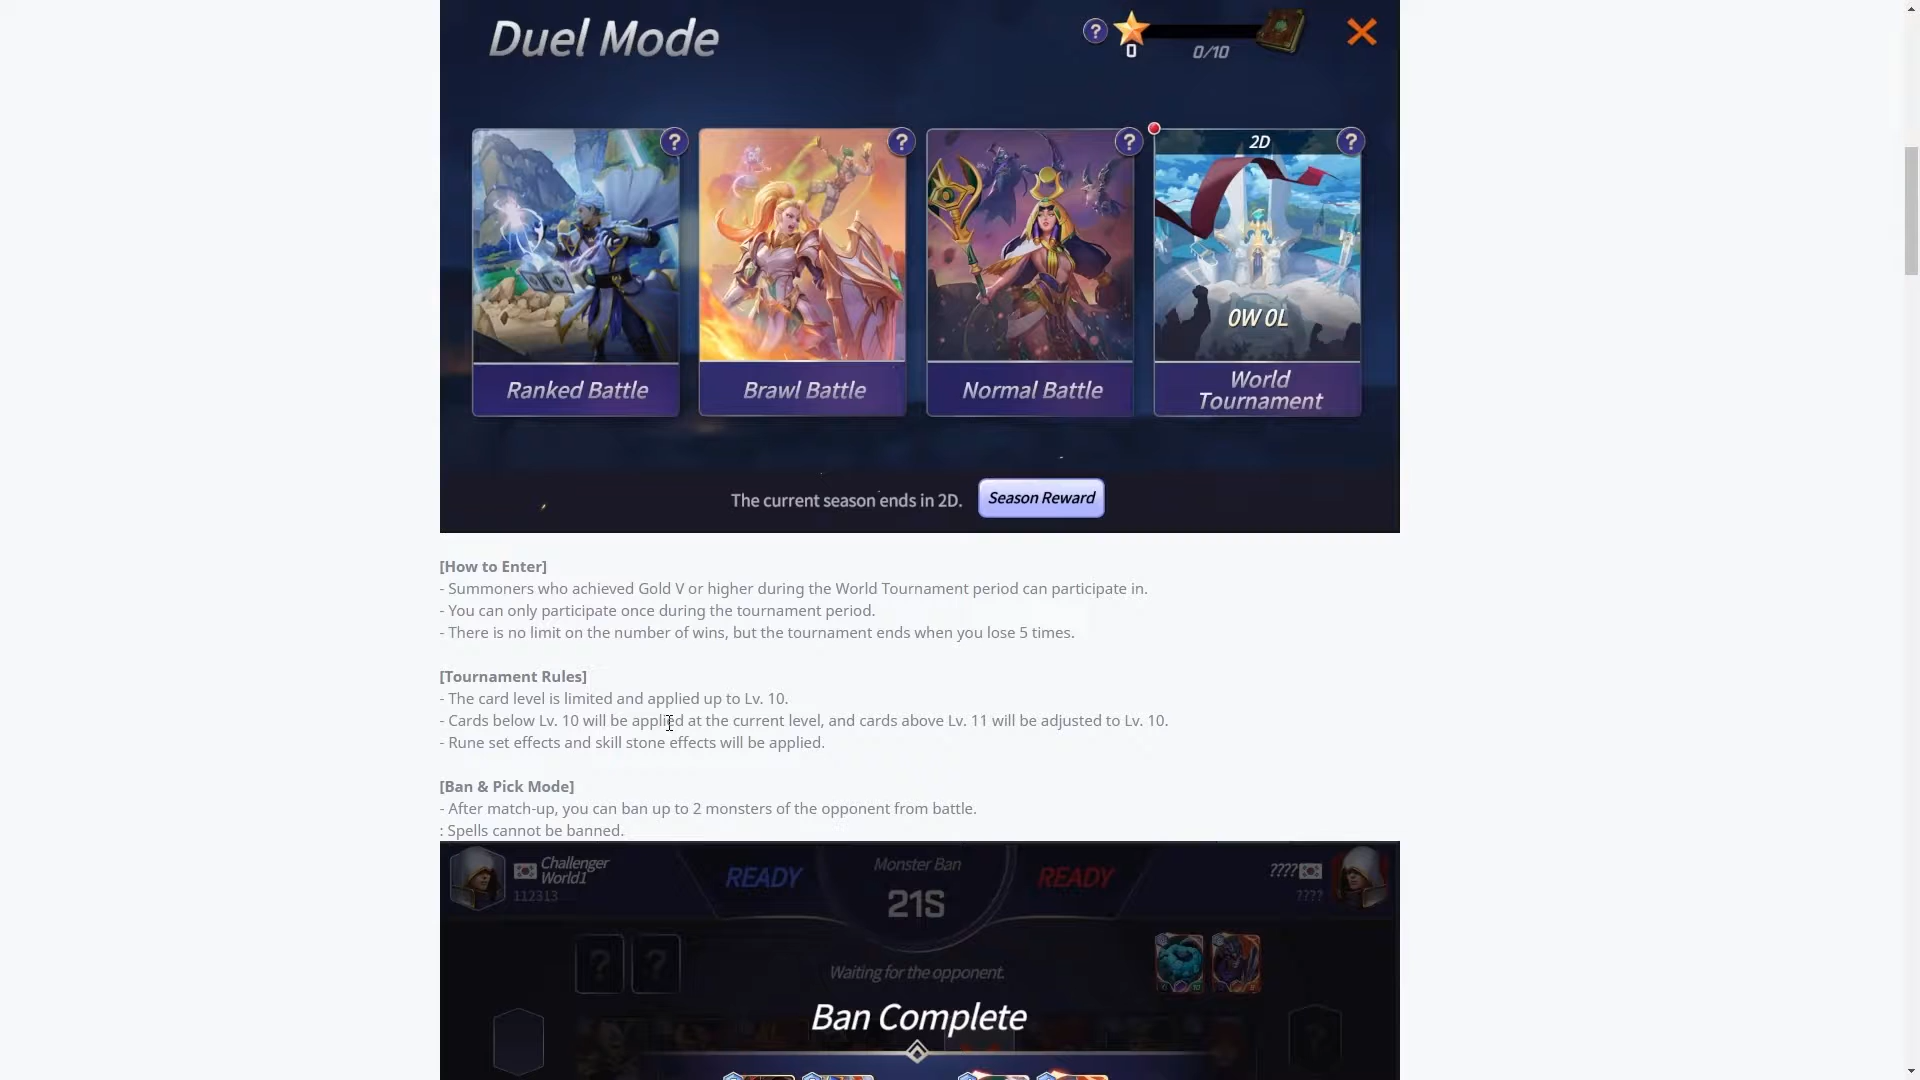 Duel Mode
?
0
0/10
?
?
?
2D
?
0W 0L
Ranked Battle
Brawl Battle
Normal Battle
World
Tournament
The current season ends in 2D.
Season Reward
[How to Enter]
- Summoners who achieved Gold V or higher during the World Tournament period can participate in.
- You can only participate once during the tournament period.
- There is no limit on the number of wins, but the tournament ends when you lose 5 times.
[Tournament Rules]
- The card level is limited and applied up to Lv. 10.
- Cards below Lv. 10 will be applied at the current level, and cards above Lv. 11 will be adjusted to Lv. 10.
- Rune set effects and skill stone effects will be applied.
[Ban & Pick Mode]
- After match-up, you can ban up to 2 monsters of the opponent from battle.
: Spells cannot be banned.
Challenger
World1
112313
READY
Monster Ban
21S
READY
????
????
? ?
Waiting for the opponent.
Ban Complete